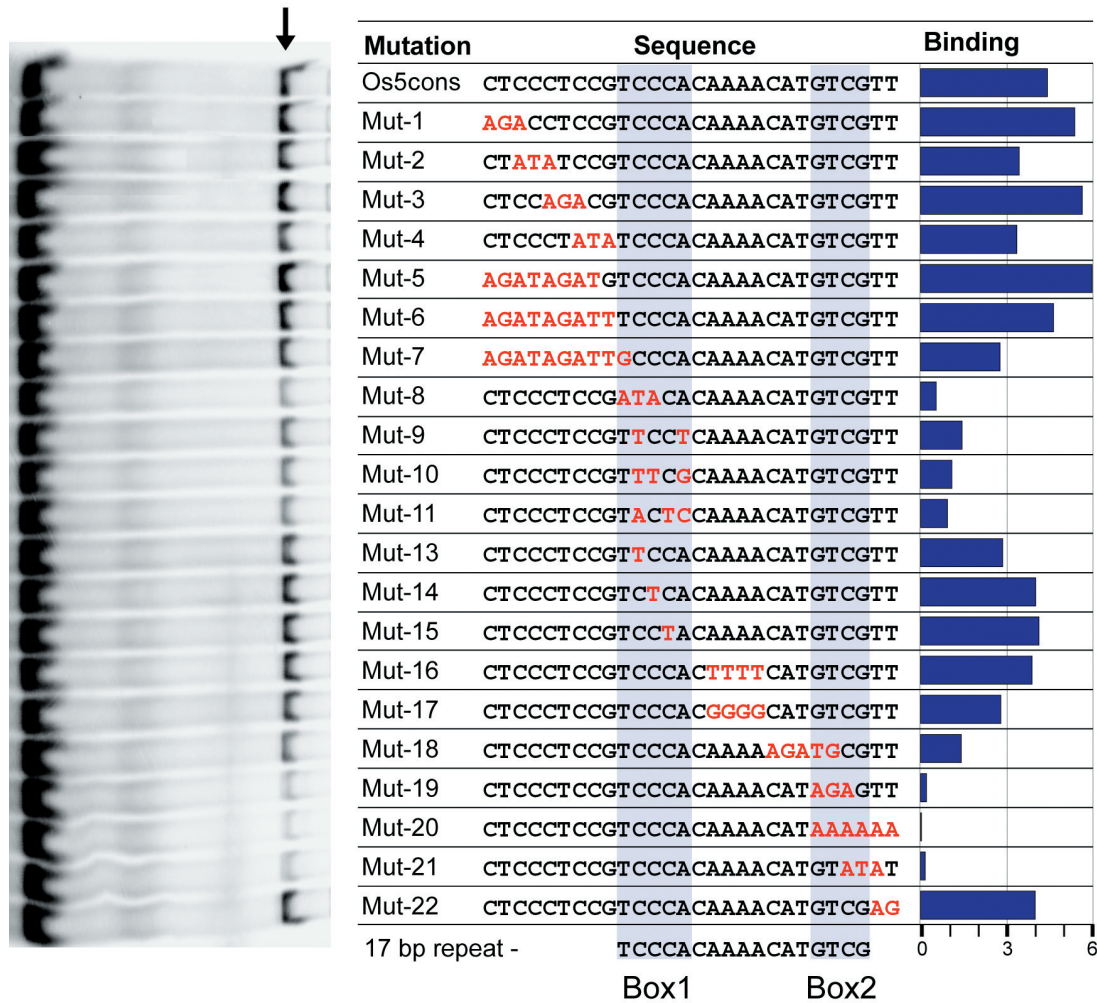 Mutation Sequence Binding
Os5cons CTCCCTCCGTCCCACAAAACATGTCGTT
Mut-1 AGACCTCCGTCCCACAAAACATGTCGTT
Mut-2 CTATATCCGTCCCACAAAACATGTCGTT
Mut-3 CTCCAGACGTCCCACAAAACATGTCGTT
Mut-4 CTCCCTATATCCCACAAAACATGTCGTT
Mut-5 AGATAGATGTCCCACAAAACATGTCGTT
Mut-6 AGATAGATTTCCCACAAAACATGTCGTT
Mut-7 AGATAGATTGCCCACAAAACATGTCGTT
Mut-8 CTCCCTCCGATACACAAAACATGTCGTT
Mut-9 CTCCCTCCGTTCCTCAAAACATGTCGTT
Mut-10 CTCCCTCCGTTTCGCAAAACATGTCGTT
Mut-11 CTCCCTCCGTACTCCAAAACATGTCGTT
Mut-13 CTCCCTCCGTTCCACAAAACATGTCGTT
Mut-14 CTCCCTCCGTCTCACAAAACATGTCGTT
Mut-15 CTCCCTCCGTCCTACAAAACATGTCGTT
Mut-16 CTCCCTCCGTCCCACTTTTCATGTCGTT
Mut-17 CTCCCTCCGTCCCACGGGGCATGTCGTT
Mut-18 CTCCCTCCGTCCCACAAAAAGATGCGTT
Mut-19 CTCCCTCCGTCCCACAAAACATAGAGTT
Mut-20 CTCCCTCCGTCCCACAAAACATAAAAAA
Mut-21 CTCCCTCCGTCCCACAAAACATGTATAT
Mut-22 CTCCCTCCGTCCCACAAAACATGTCGAG
17 bp repeat - TCCCACAAAACATGTCG 0 3 6
Box1 Box2